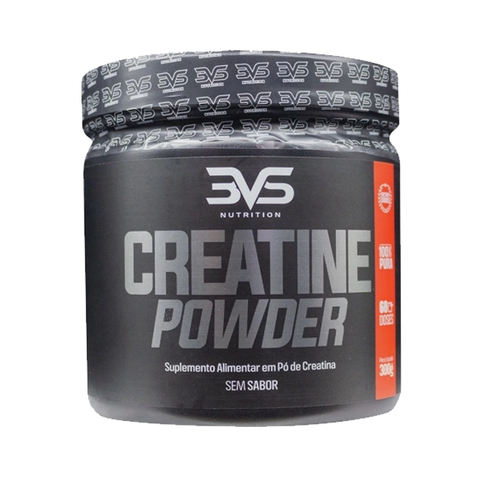 3VS
NUTRITION
CREATINE
POWDER
Suplemento Alimentar em Pó de Creatina
SEM SABOR
100%
PURA
60
DOSES
300g